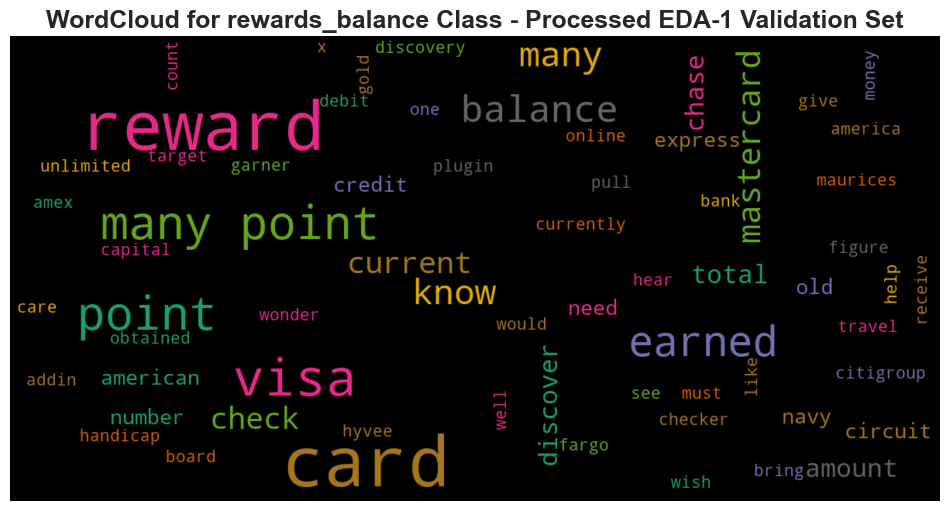 WordCloud for rewards_balance Class - Processed EDA-1 Validation Set
count
x
discovery
many
gold
chase
mastercard
money
reward
debit
one
balance
give
online
express
america
unlimited
target
garner
plugin
credit
pull
maurices
bank
amex
many point
currently
capital
current
figure
know
hear
total
old
help
receive
care
point
wonder
need
would
travel
obtained
earned
addin
american
visa
discover
like
citigroup
see
must
well
number
check
checker
navy
handicap
hyvee
circuit
board
fargo
card
wish
bring
amount